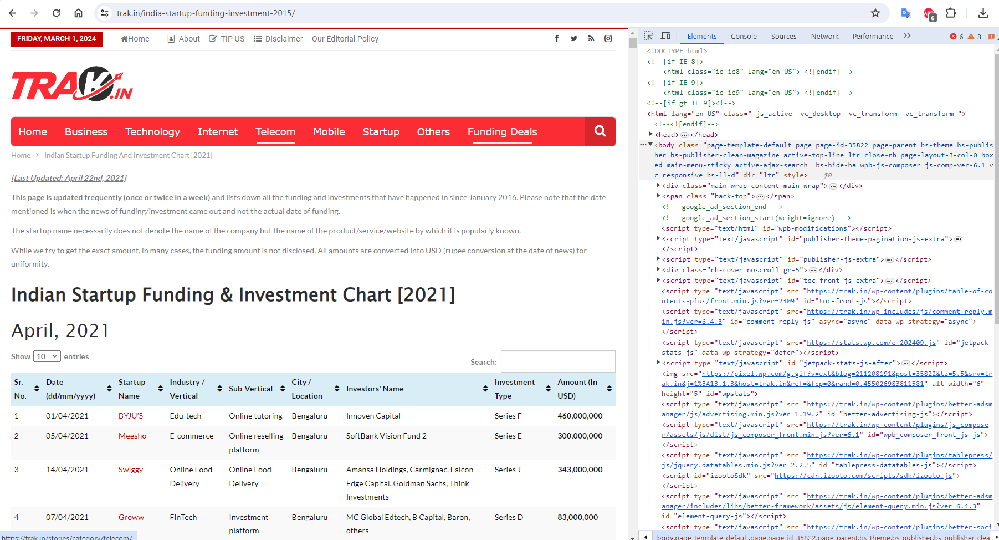 trak.in/india-startup-funding-investment-2015/
6
FRIDAY, MARCH 1, 2024
Home
About
TIP US
Disclaimer
Our Editorial Policy
TRAK.IN
Home
Business
Technology
Internet
Telecom
Mobile
Startup
Others
Funding Deals
Home > Indian Startup Funding And Investment Chart [2021]
[Last Updated: April 22nd, 2021]
This page is updated frequently (once or twice in a week) and lists down all the funding and investments that have happened in since January 2016. Please note that the date
mentioned is when the news of funding/investment came out and not the actual date of funding.
The startup name necessarily does not denote the name of the company but the name of the product/service/website by which it is popularly known.
While we try to get the exact amount, in many cases, the funding amount is not disclosed. All amounts are converted into USD (rupee conversion at the date of news) for
uniformity.
Indian Startup Funding & Investment Chart [2021]
April, 2021
Show 10 entries
Search:
Sr. No.
Date (dd/mm/yyyy)
Startup Name
Industry / Vertical
Sub-Vertical
City / Location
Investors' Name
Investment Type
Amount (In USD)
1 01/04/2021 BYJU'S Edu-tech Online tutoring Bengaluru Innoven Capital Series F 460,000,000
2 05/04/2021 Meesho E-commerce Online reselling Bengaluru SoftBank Vision Fund 2 Series E 300,000,000
platform
3 14/04/2021 Swiggy Online Food Online Food Bengaluru Amansa Holdings, Carmignac, Falcon Series J 343,000,000
Delivery Delivery Edge Capital, Goldman Sachs, Think
Investments
4 07/04/2021 Groww FinTech Investment Bengaluru MC Global Edtech, B Capital, Baron, Series D 83,000,000
platform others
https://trak.in/stories/category/telecom/
Elements Console Sources Network Performance 6 8 2
<!DOCTYPE html>
<!--[if IE 8]>
<html class="ie ie8" lang="en-US"> <![endif]-->
<!--[if IE 9]>
<html class="ie ie9" lang="en-US"> <![endif]-->
<!--[if gt IE 9]><!-->
<html lang="en-US" class=" js_active  vc_desktop  vc_transform  vc_transform ">
<!--<![endif]-->
<head>…</head>
<body class="page-template-default page page-id-35822 page-parent bs-theme bs-publis
her bs-publisher-clean-magazine active-top-line ltr close-rh page-layout-3-col-0 box
ed main-menu-sticky active-ajax-search  bs-hide-ha wpb-js-composer js-comp-ver-6.1 v
c_responsive bs-ll-d" dir="ltr" style> == $0
<div class="main-wrap content-main-wrap">…</div>
<span class="back-top">…</span>
<!-- google_ad_section_end -->
<!-- google_ad_section_start(weight=ignore) -->
<script type="text/html" id="wpb-modifications"></script>
<script type="text/javascript" id="publisher-theme-pagination-js-extra">…
</script>
<script type="text/javascript" id="publisher-js-extra">…</script>
<div class="rh-cover noscroll gr-5">…</div>
<script type="text/javascript" id="toc-front-js-extra">…</script>
<script type="text/javascript" src="https://trak.in/wp-content/plugins/table-of-co
ntents-plus/front.min.js?ver=2309" id="toc-front-js"></script>
<script type="text/javascript" src="https://trak.in/wp-includes/js/comment-reply.m
in.js?ver=6.4.3" id="comment-reply-js" async="async" data-wp-strategy="async">
</script>
<script type="text/javascript" src="https://stats.wp.com/e-202409.js" id="jetpack-
stats-js" data-wp-strategy="defer"></script>
<script type="text/javascript" id="jetpack-stats-js-after">…</script>
<img src="https://pixel.wp.com/g.gif?v=ext&blog=211208191&post=35822&tz=5.5&srv=tra
k.in&j=1%3A13.1.3&host=trak.in&ref=&fcp=0&rand=0.455026983811581" alt width="6"
height="5" id="wpstats">
<script type="text/javascript" src="https://trak.in/wp-content/plugins/better-adsm
anager/js/advertising.min.js?ver=1.19.2" id="better-advertising-js"></script>
<script type="text/javascript" src="https://trak.in/wp-content/plugins/js_compose
r/assets/js/dist/js_composer_front.min.js?ver=6.1" id="wpb_composer_front_js-js">
</script>
<script type="text/javascript" src="https://trak.in/wp-content/plugins/tablepress/
js/jquery.datatables.min.js?ver=2.2.5" id="tablepress-datatables-js"></script>
<script id="izootoSdk" src="https://cdn.izooto.com/scripts/sdk/izooto.js">
</script>
<script type="text/javascript" src="https://trak.in/wp-content/plugins/better-adsm
anager/includes/libs/better-framework/assets/js/element-query.min.js?ver=6.4.3"
id="element-query-js"></script>
<script type="text/javascript" src="https://trak.in/wp-content/plugins/better-soci
body.page-template-default.page.page-id-35822.page-parent.bs-theme.bs-publisher.bs-publisher-clea